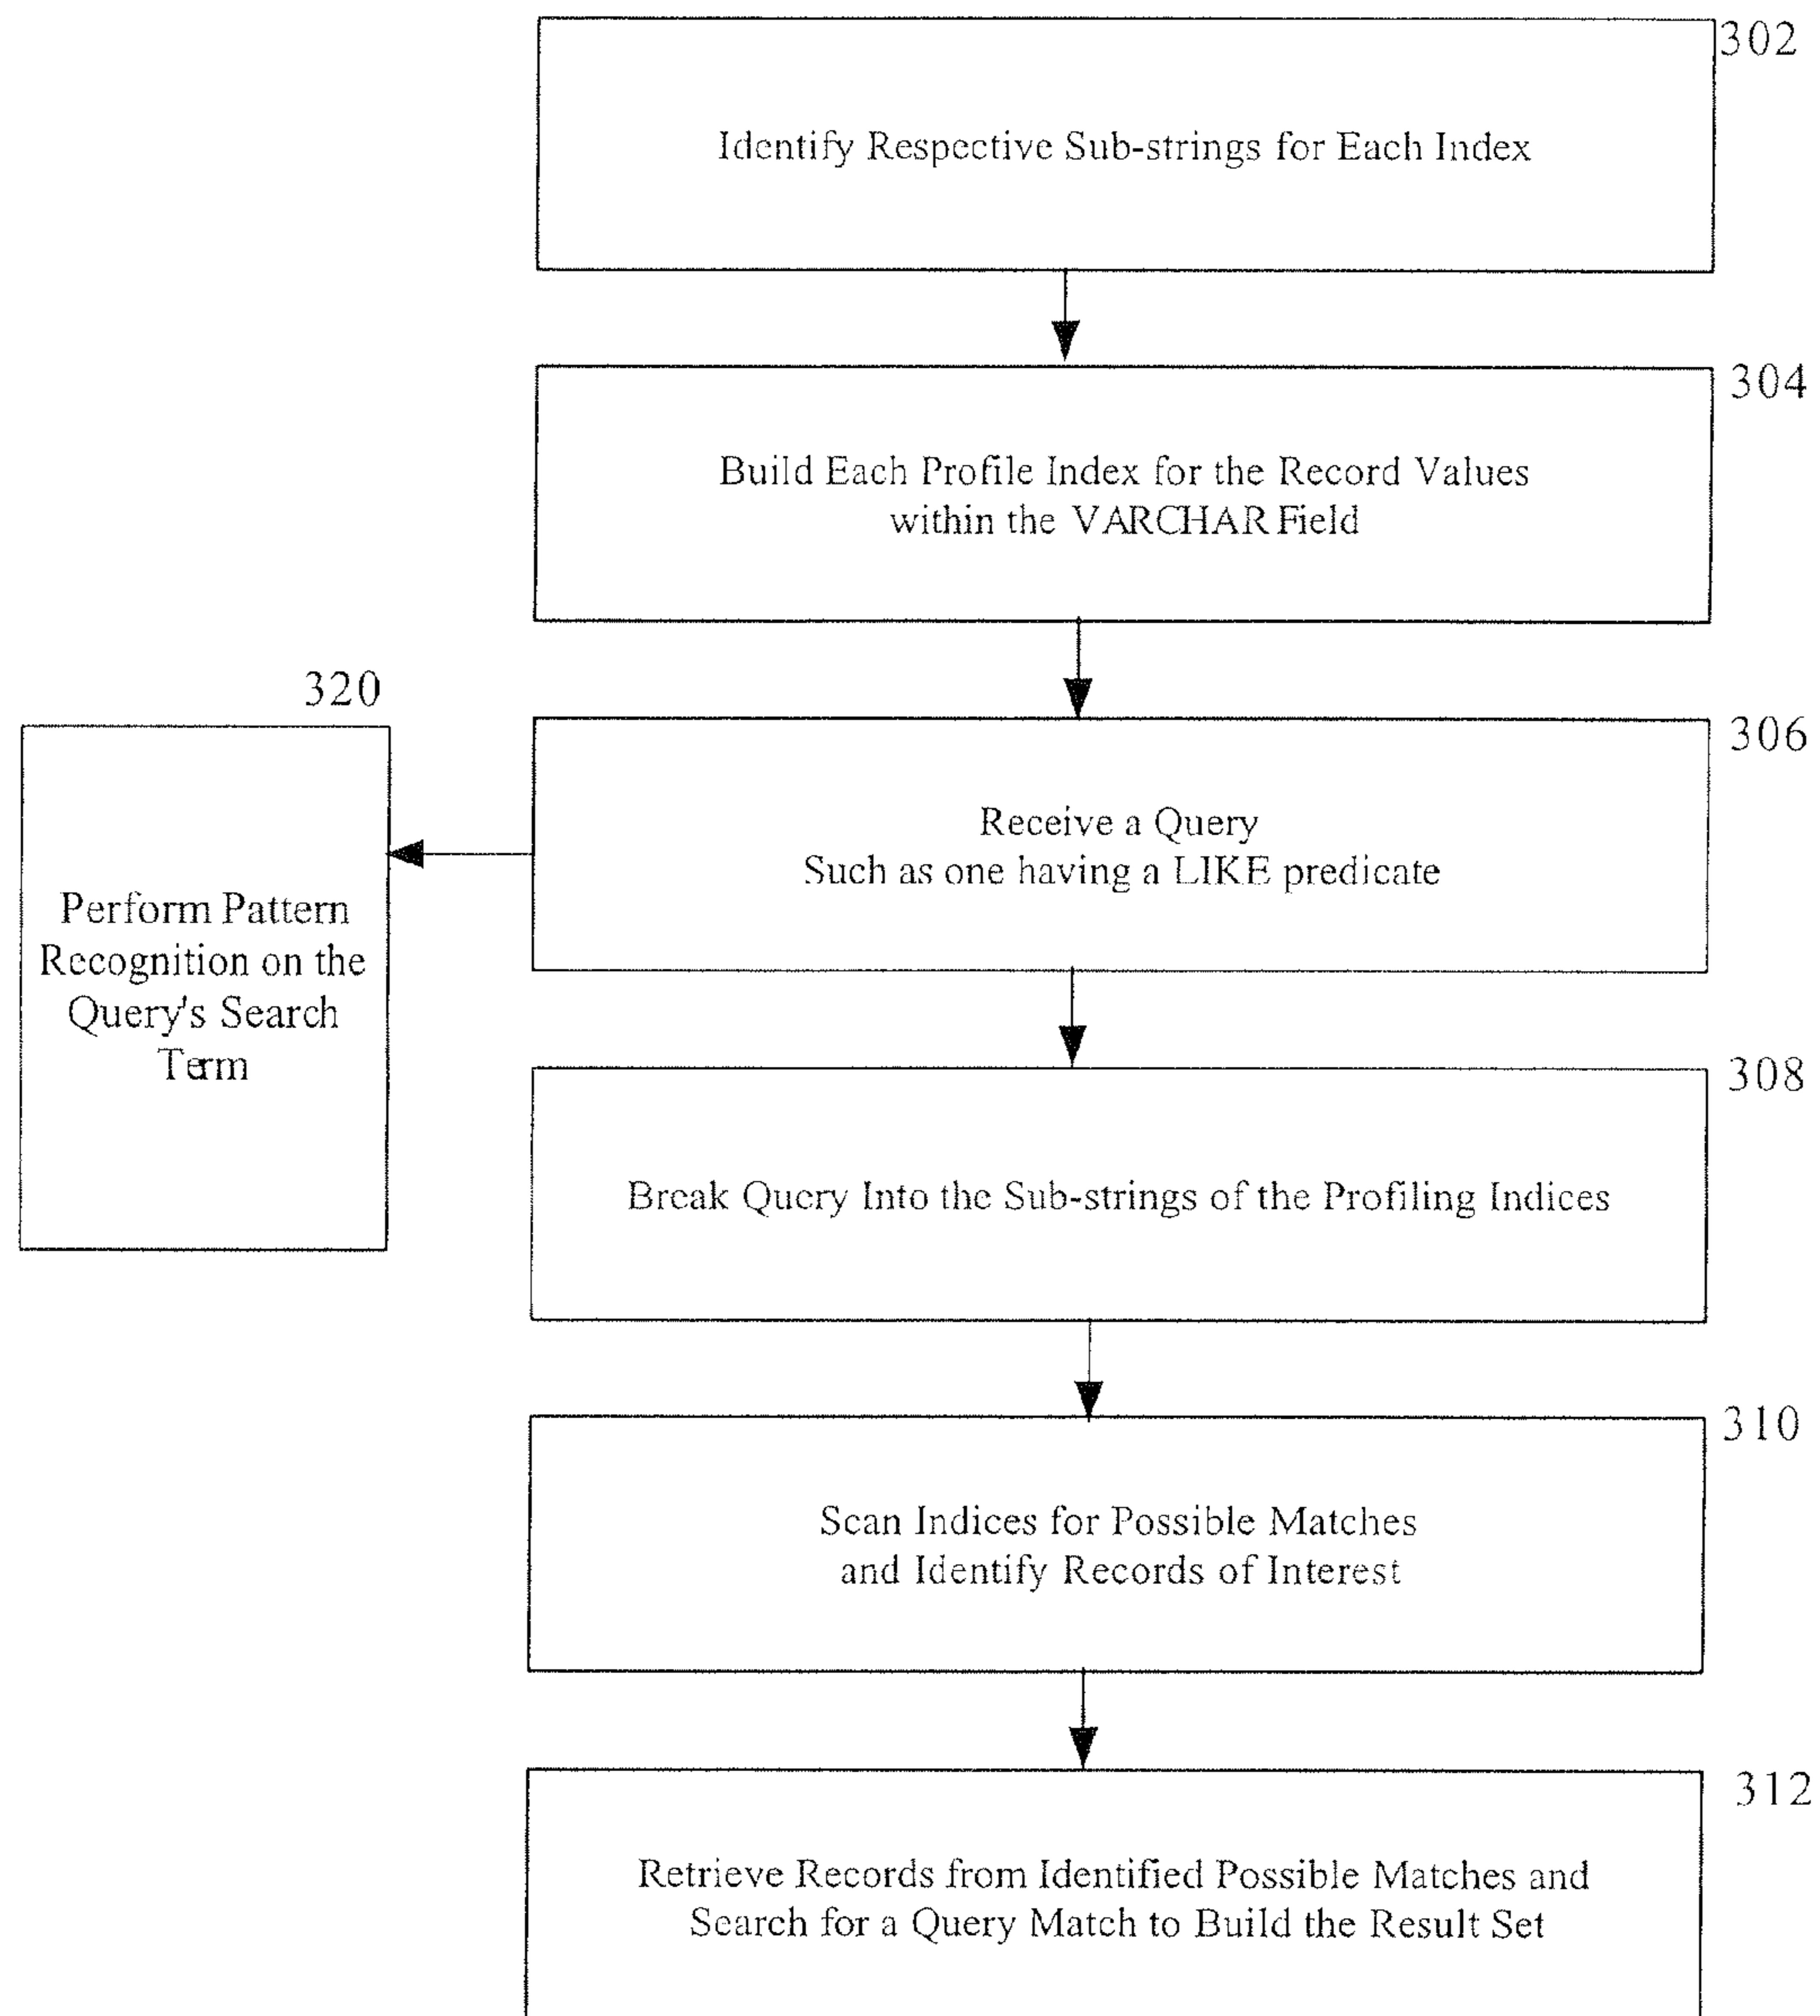 302
Identify Respective Sub-strings for Each Index
304
Build Each Profile Index for the Record Values
within the VARCHAR Field
320
306
Receive a Query
Such as one having a LIKE predicate
Perform Pattern
Recognition on the
Query's Search
Term
308
Break Query Into the Sub-strings of the Profiling Indices
310
Scan Indices for Possible Matches
and Identify Records of Interest
312
Retrieve Records from Identified Possible Matches and
Search for a Query Match to Build the Result Set